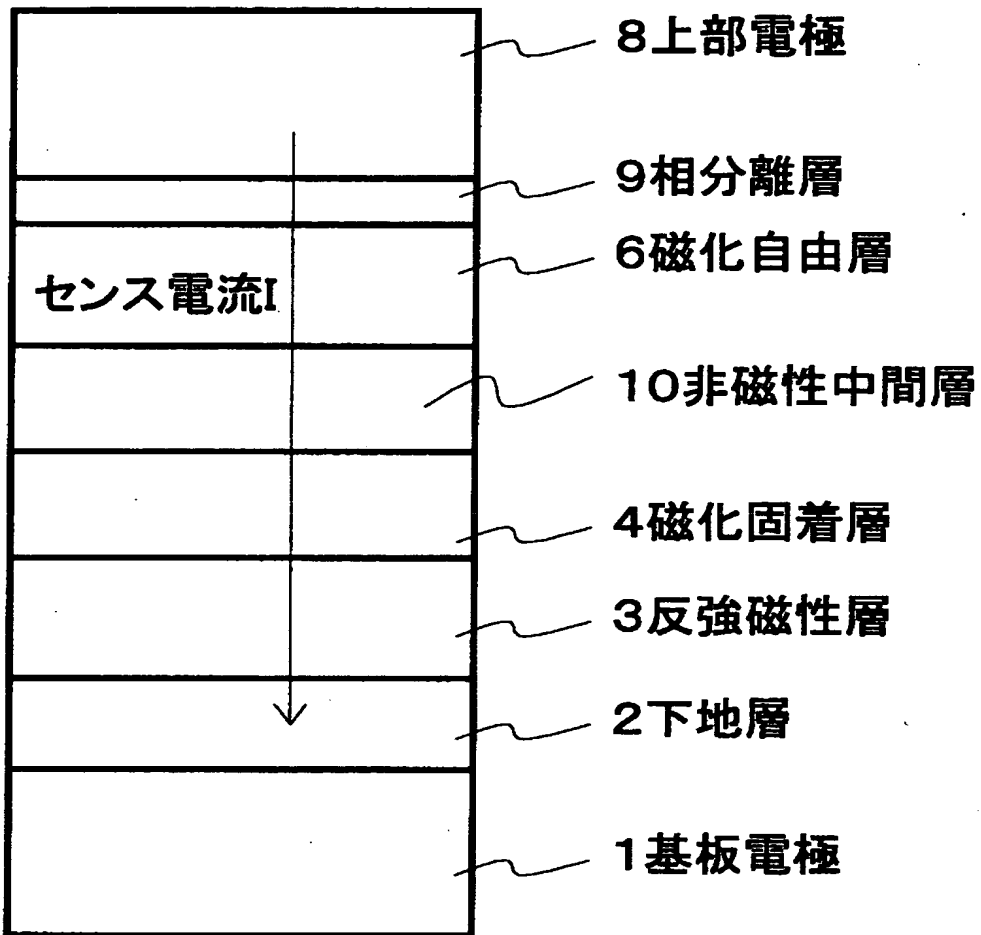 8上部電極
9相分離層
6磁化自由層
センス電流I
10非磁性中間層
4磁化固着層
3反強磁性層
2下地層
1基板電極